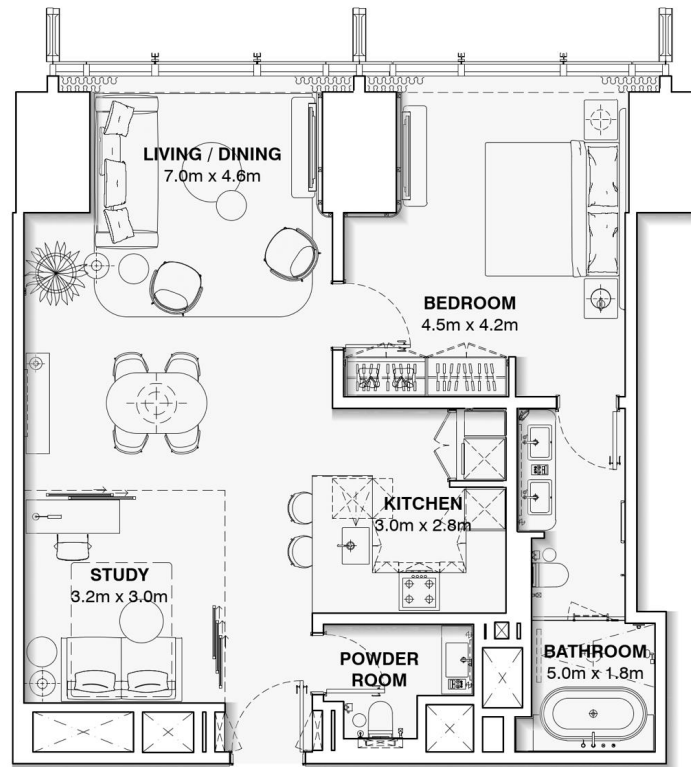 LIVING / DINING
7.0m x 4.6m
BEDROOM
4.5m x 4.2m
KITCHEN
3.0m x 2.8m
STUDY
3.2m x 3.0m
POWDER
ROOM
BATHROOM
5.0m x 1.8m